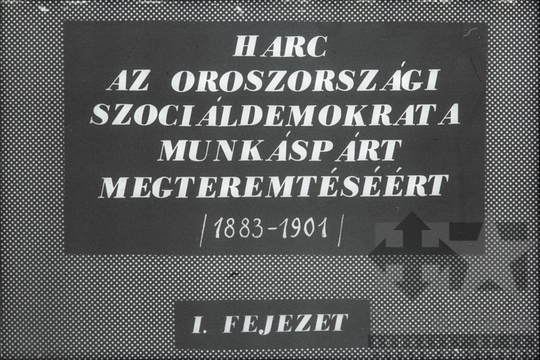 HARC
AZ OROSZORSZÁGI
SZOCIÁLDEMOKRATA
MUNKÁSPÁRT
MEGTEREMTÉSÉÉRT
/1883-1901/
I. FEJEZET